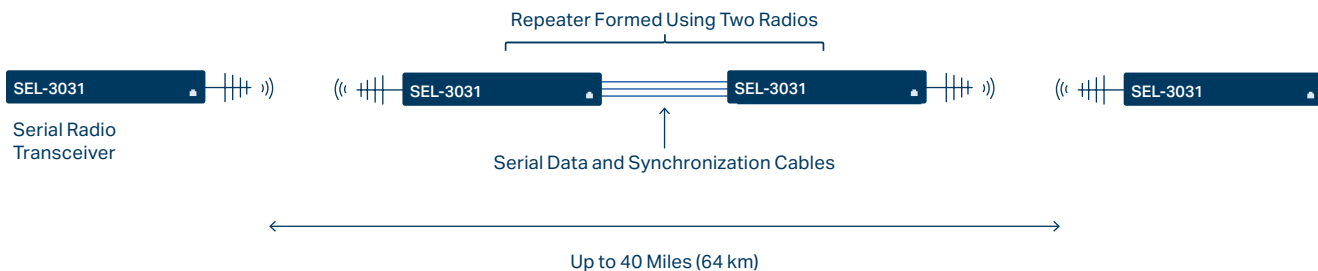 Repeater Formed Using Two Radios
SEL-3031
SEL-3031
SEL-3031
SEL-3031
Serial Radio
Transceiver
Serial Data and Synchronization Cables
Up to 40 Miles (64 km)